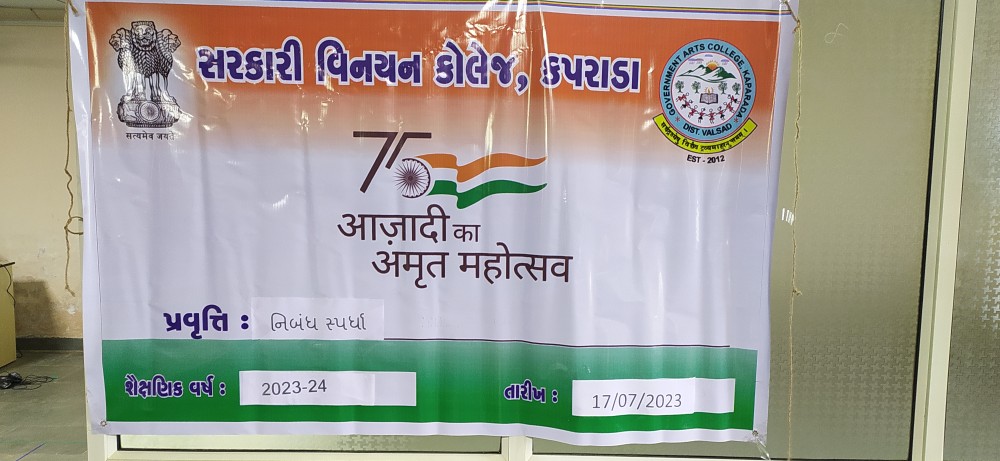 સરકારી વિનયન કોલેજ, કપરાડા
सत्यमेव जयते
GOVERNMENT ARTS COLLEGE, KAPARADA
DIST. VALSAD
EST - 2012
75
आज़ादी का
अमृत महोत्सव
પ્રવૃત્તિ : નિબંધ સ્પર્ધા
શૈક્ષણિક વર્ષ : 2023-24
તારીખ : 17/07/2023